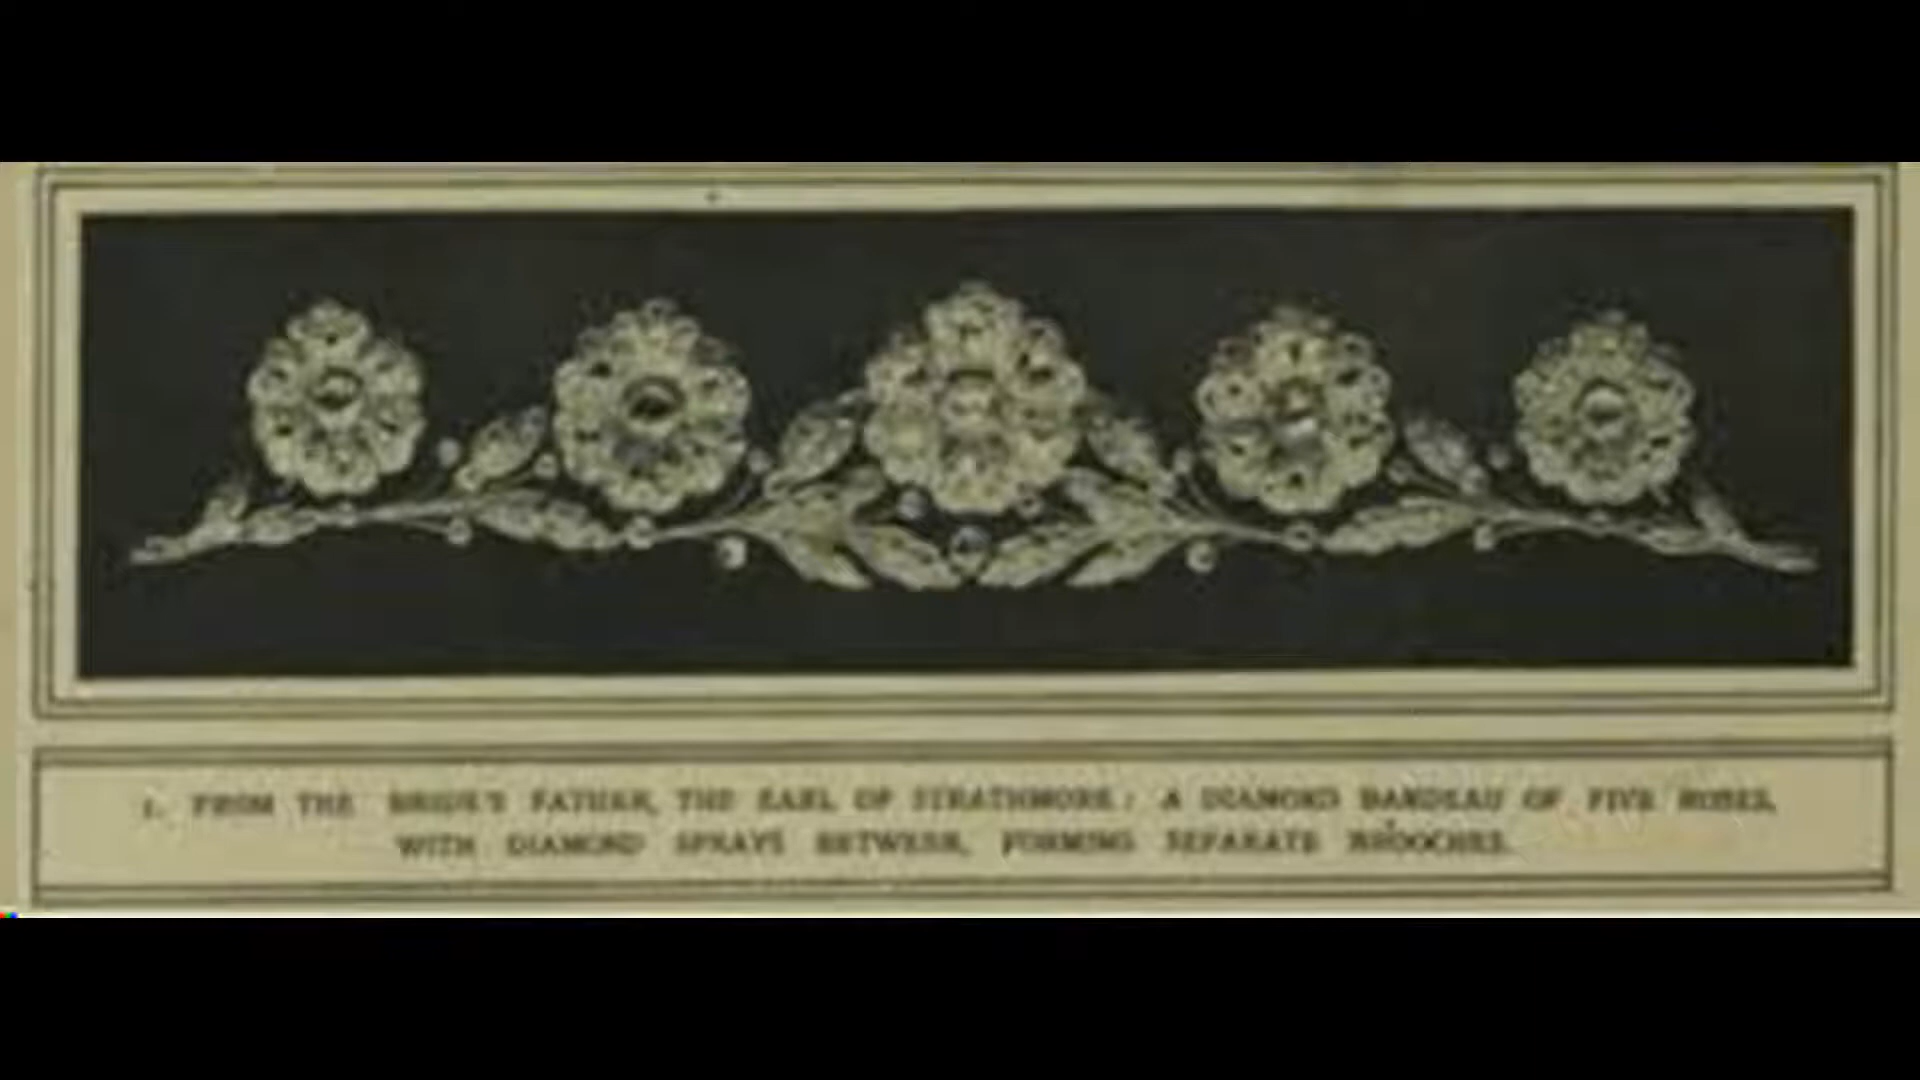 1. FROM THE BRIDE'S FATHER, THE EARL OF STRATHMORE: A DIAMOND BANDEAU OF FIVE ROSES,
WITH DIAMOND SPRAYS BETWEEN, FORMING SEPARATE BROOCHES.